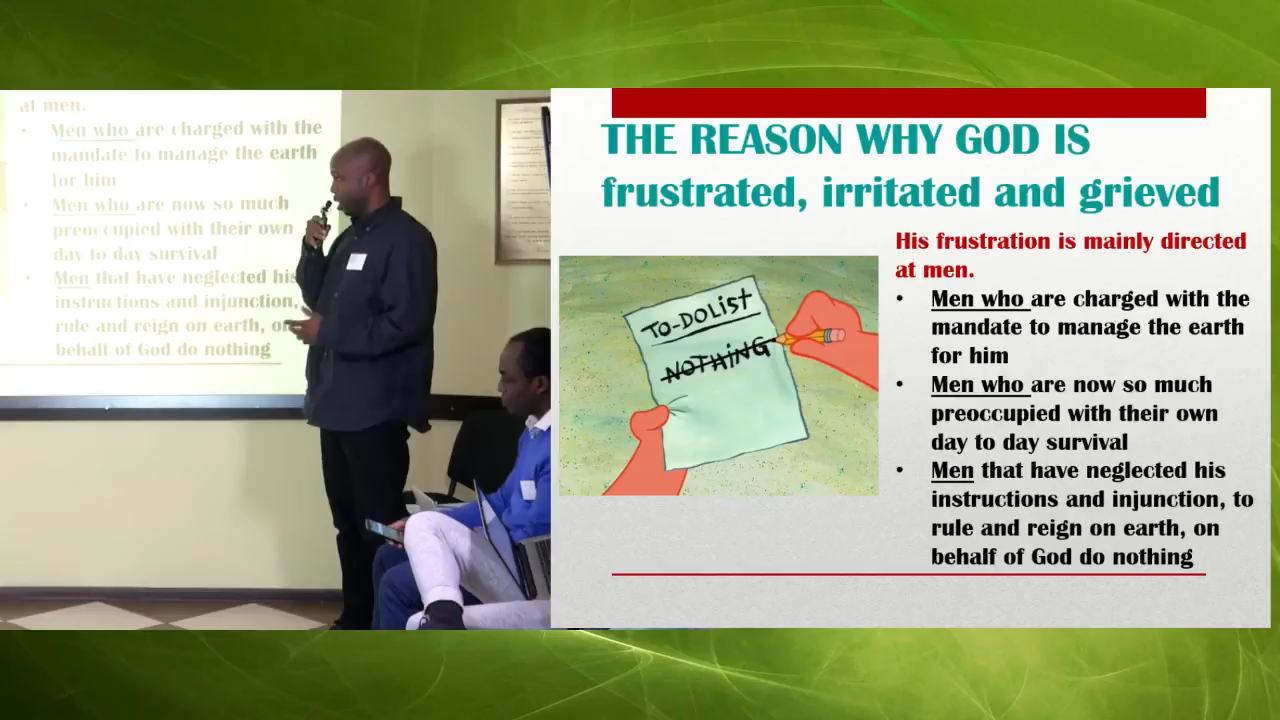 at men.
• Men who are charged with the
mandate to manage the earth
for him
• Men who are now so much
preoccupied with their own
day to day survival
Men that have neglected his
instructions and injunction,
rule and reign on earth, on
behalf of God do nothing
THE REASON WHY GOD IS
frustrated, irritated and grieved
TO-DO LIST
NOTHING
His frustration is mainly directed
at men.
• Men who are charged with the
mandate to manage the earth
for him
• Men who are now so much
preoccupied with their own
day to day survival
• Men that have neglected his
instructions and injunction, to
rule and reign on earth, on
behalf of God do nothing